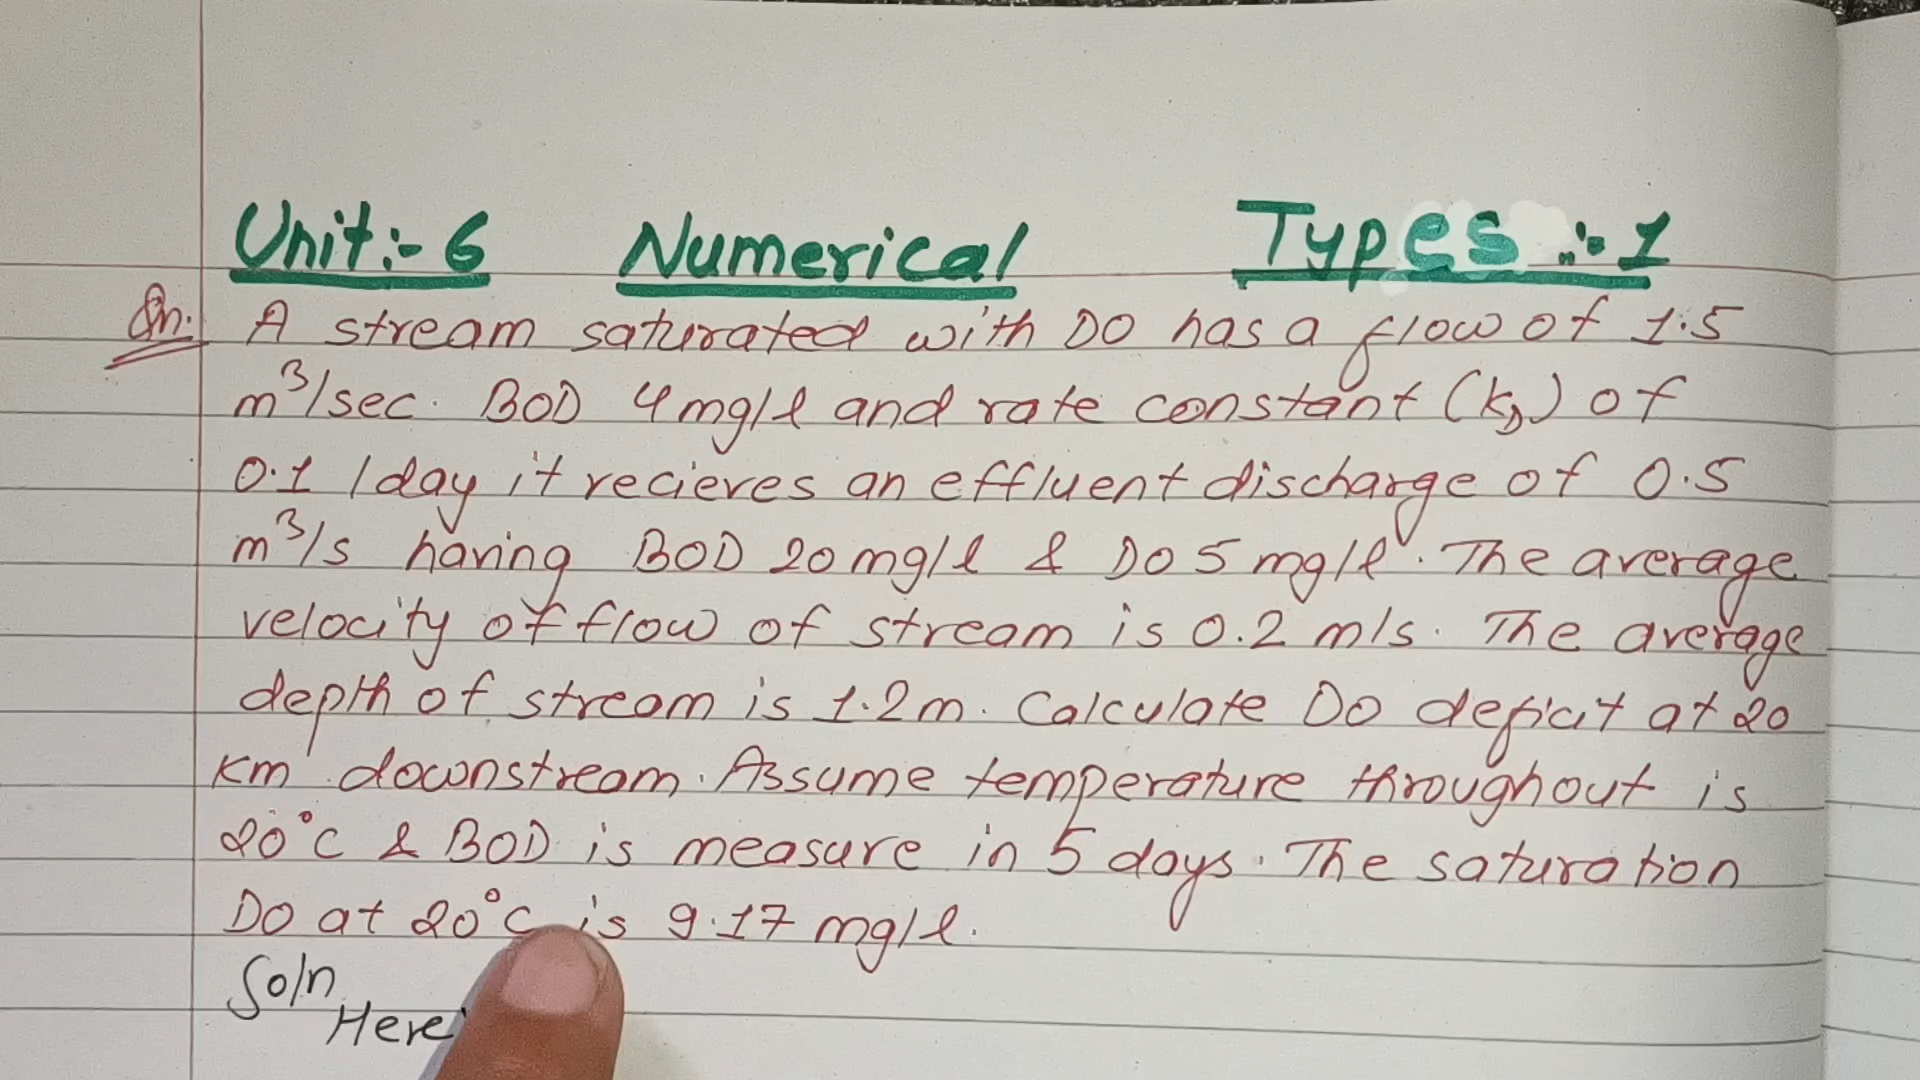 Unit:- 6 Numerical Types :- 1
Qn. A stream saturated with DO has a flow of 1.5
m³/sec. BOD 4 mg/l and rate constant (kD) of
0.1 /day it recieves an effluent discharge of 0.5
m³/s having BOD 20 mg/l & DO 5 mg/l. The average
velocity of flow of stream is 0.2 m/s. The average
depth of stream is 1.2m. Calculate DO deficit at 20
km downstream. Assume temperature throughout is
20°C & BOD is measure in 5 days. The saturation
DO at 20°C is 9.17 mg/l.
Soln
Here